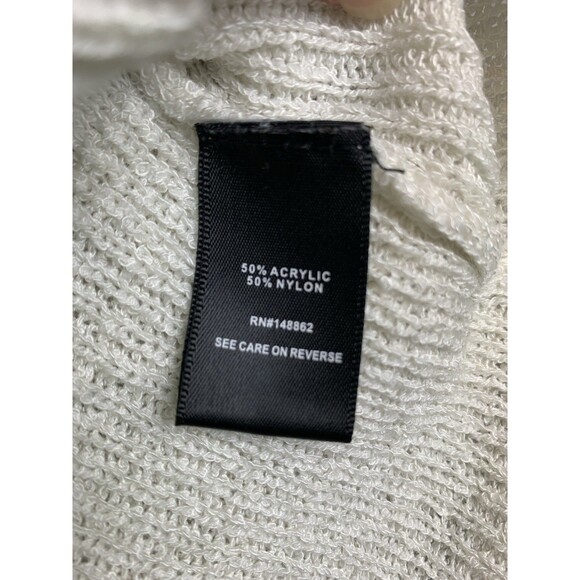 50% ACRYLIC
50% NYLON
RN#148862
SEE CARE ON REVERSE